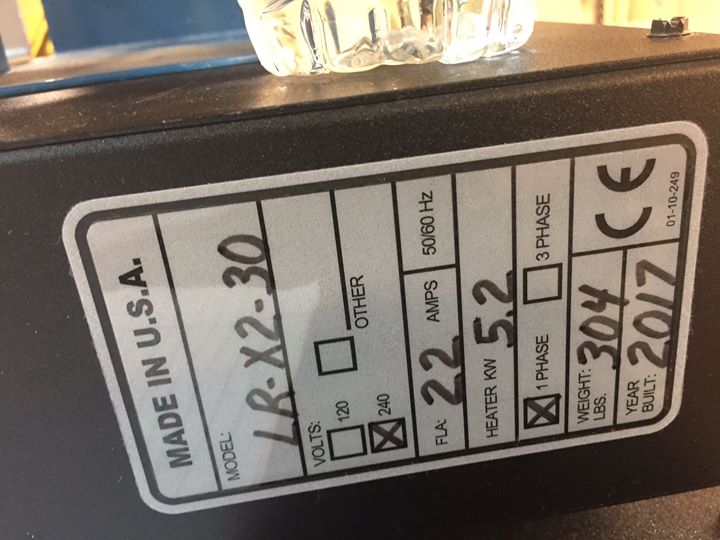 MADE IN U.S.A.
MODEL: LR-X2-30
VOLTS:
120
240
OTHER
FLA: 22 AMPS 50/60 Hz
HEATER KW 5.2
1 PHASE 3 PHASE
WEIGHT: 304
LBS.
YEAR
BUILT: 2017
CE
01-10-249